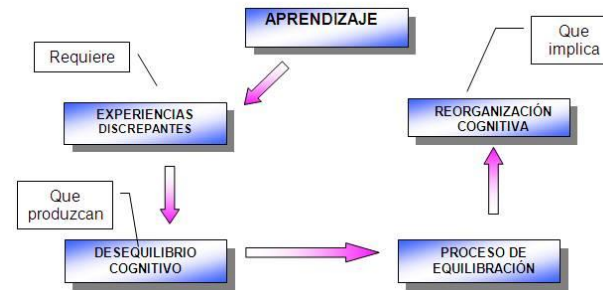 APRENDIZAJE
Requiere
EXPERIENCIAS
DISCREPANTES
Que
produzcan
DESEQUILIBRIO
COGNITIVO
PROCESO DE
EQUILIBRACIÓN
Que
implica
REORGANIZACIÓN
COGNITIVA